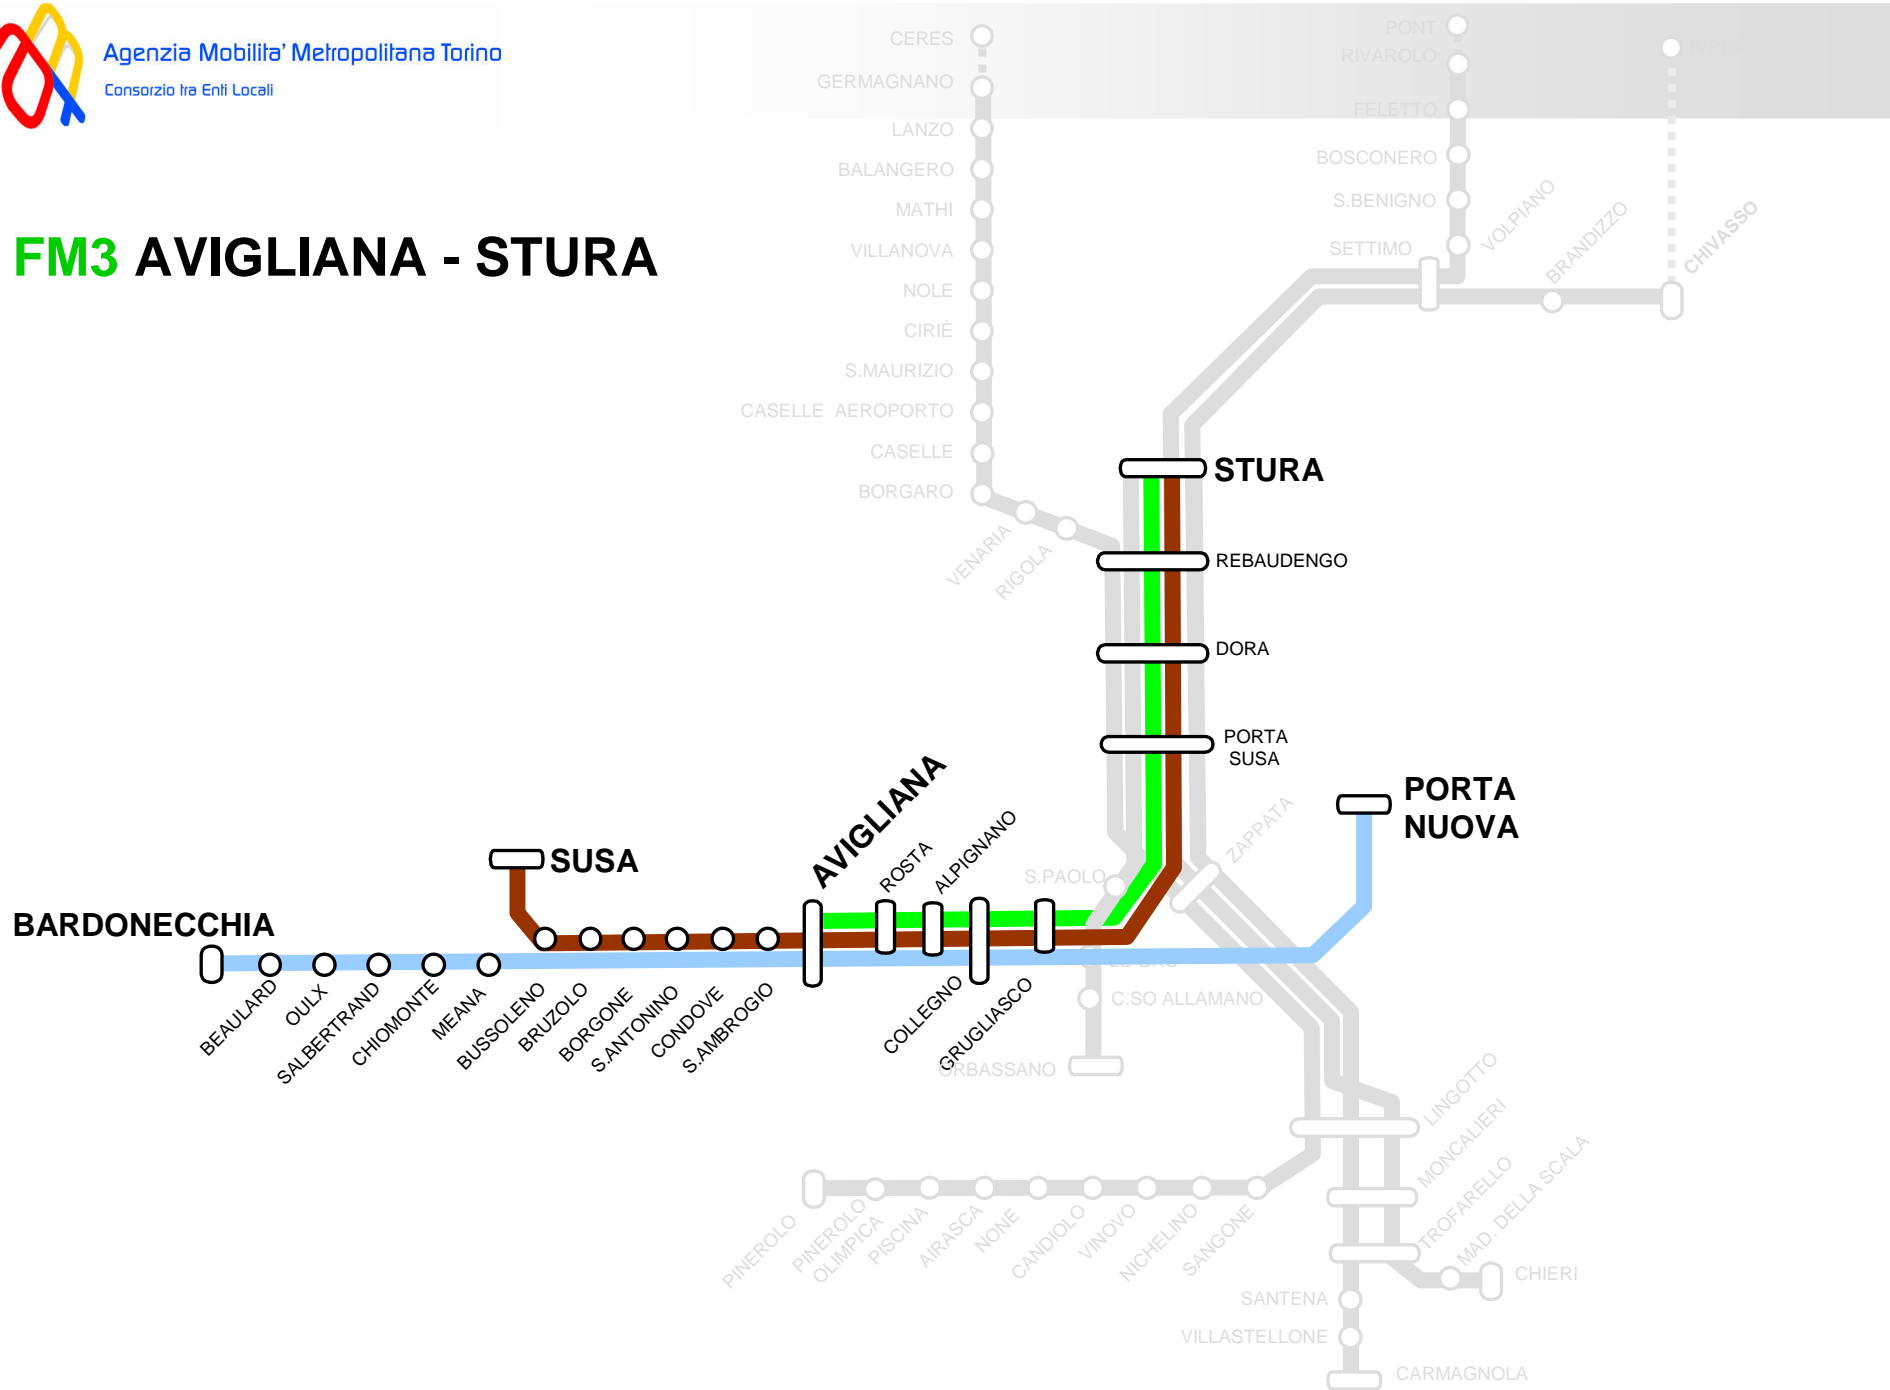 Agenzia Mobilita' Metropolitana Torino
Consorzio tra Enti Locali
FM3 AVIGLIANA - STURA
CERES
GERMAGNANO
LANZO
BALANGERO
MATHI
VILLANOVA
NOLE
CIRIÈ
S.MAURIZIO
CASELLE AEROPORTO
CASELLE
BORGARO
VENARIA
RIGOLA
PONT
RIVAROLO
FELETTO
BOSCONERO
S.BENIGNO
SETTIMO
VOLPIANO
BRANDIZZO
CHIVASSO
STURA
REBAUDENGO
DORA
PORTA
SUSA
PORTA
NUOVA
ZAPPATA
S.PAOLO
AVIGLIANA
ROSTA
ALPIGNANO
SUSA
BARDONECCHIA
BEAULARD
OULX
SALBERTRAND
CHIOMONTE
MEANA
BUSSOLENO
BRUZOLO
BORGONE
S.ANTONINO
CONDOVE
S.AMBROGIO
COLLEGNO
GRUGLIASCO
C.SO ALLAMANO
ORBASSANO
LINGOTTO
MONCALIERI
TROFARELLO
MAD. DELLA SCALA
CHIERI
PINEROLO
PINEROLO
OLIMPICA
PISCINA
AIRASCA
NONE
CANDIOLO
VINOVO
NICHELINO
SANGONE
SANTENA
VILLASTELLONE
CARMAGNOLA